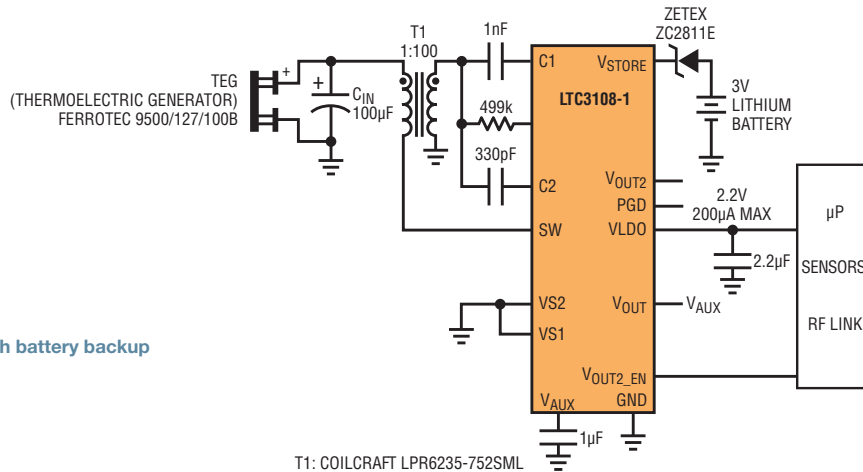 T1
1:100
1nF
ZETEX
ZC2811E
TEG
(THERMOELECTRIC GENERATOR)
FERROTEC 9500/127/100B
+
+
CIN
100µF
499k
330pF
C1
VSTORE
LTC3108-1
3V
LITHIUM
BATTERY
C2
VOUT2
PGD
2.2V
200µA MAX
SW
VLDO
2.2µF
µP
SENSORS
RF LINK
VS2
VS1
VOUT
VAUX
h battery backup
VOUT2_EN
VAUX
GND
1µF
T1: COILCRAFT LPR6235-752SML